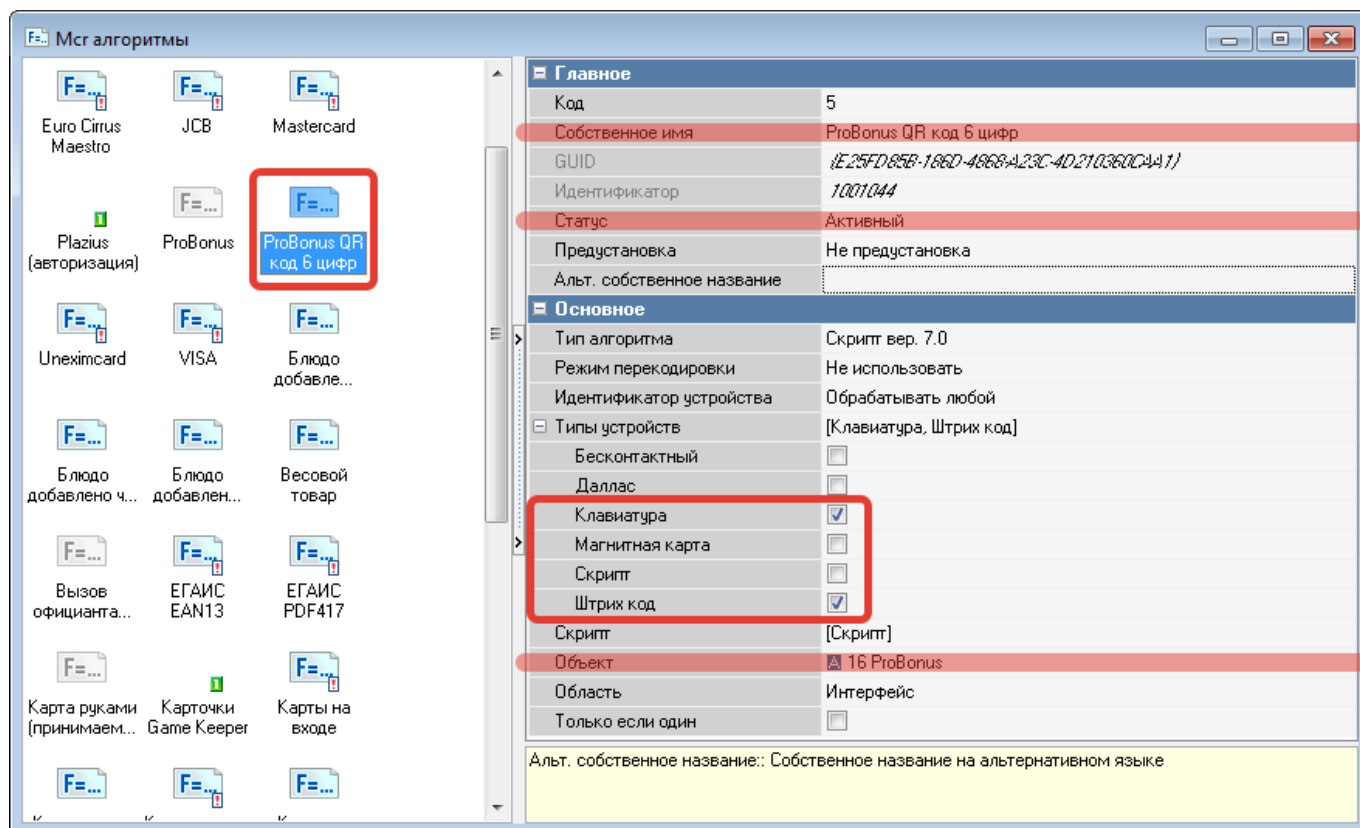 Mcr алгоритмы
Euro Cirrus
Maestro
JCB
Mastercard
Plazius
(авторизация)
ProBonus
ProBonus QR
код 6 цифр
Uneximcard
VISA
Блюдо
добавле...
Блюдо
добавлено ч...
Блюдо
добавлен...
Весовой
товар
Вызов
официанта...
ЕГАИС
EAN13
ЕГАИС
PDF417
Карта руками
(принимаем...
Карточки
Game Keeper
Карты на
входе
Главное
Код 5
Собственное имя ProBonus QR код 6 цифр
GUID {E25FD85B-186D-4868-A23C-4D210360CAA1}
Идентификатор 1001044
Статус Активный
Предустановка Не предустановка
Альт. собственное название
Основное
Тип алгоритма Скрипт вер. 7.0
Режим перекодировки Не использовать
Идентификатор устройства Обрабатывать любой
Типы устройств [Клавиатура, Штрих код]
Бесконтактный
Даллас
Клавиатура
Магнитная карта
Скрипт
Штрих код
Скрипт [Скрипт]
Объект A 16 ProBonus
Область Интерфейс
Только если один
Альт. собственное название:: Собственное название на альтернативном языке